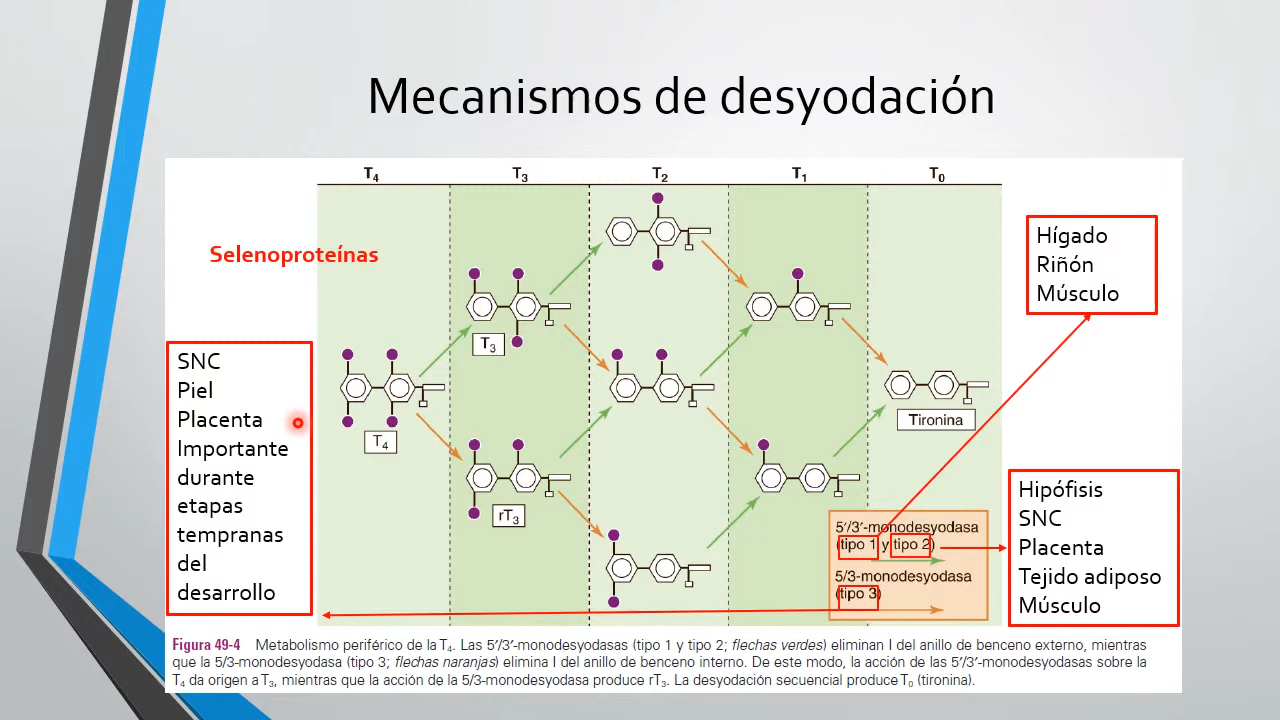 Mecanismos de desyodación
T₄ T₃ T₂ T₁ T₀
Selenoproteínas
T₃
T₄
rT₃
Tironina
SNC
Piel
Placenta
Importante
durante
etapas
tempranas
del
desarrollo
Hígado
Riñón
Músculo
Hipófisis
SNC
Placenta
Tejido adiposo
Músculo
5′/3′-monodesyodasa
(tipo 1 y tipo 2)
5/3-monodesyodasa
(tipo 3)
Figura 49-4 Metabolismo periférico de la T₄. Las 5′/3′-monodesyodasas (tipo 1 y tipo 2; flechas verdes) eliminan I del anillo de benceno externo, mientras
que la 5/3-monodesyodasa (tipo 3; flechas naranjas) elimina I del anillo de benceno interno. De este modo, la acción de las 5′/3′-monodesyodasas sobre la
T₄ da origen a T₃, mientras que la acción de la 5/3-monodesyodasa produce rT₃. La desyodación secuencial produce T₀ (tironina).